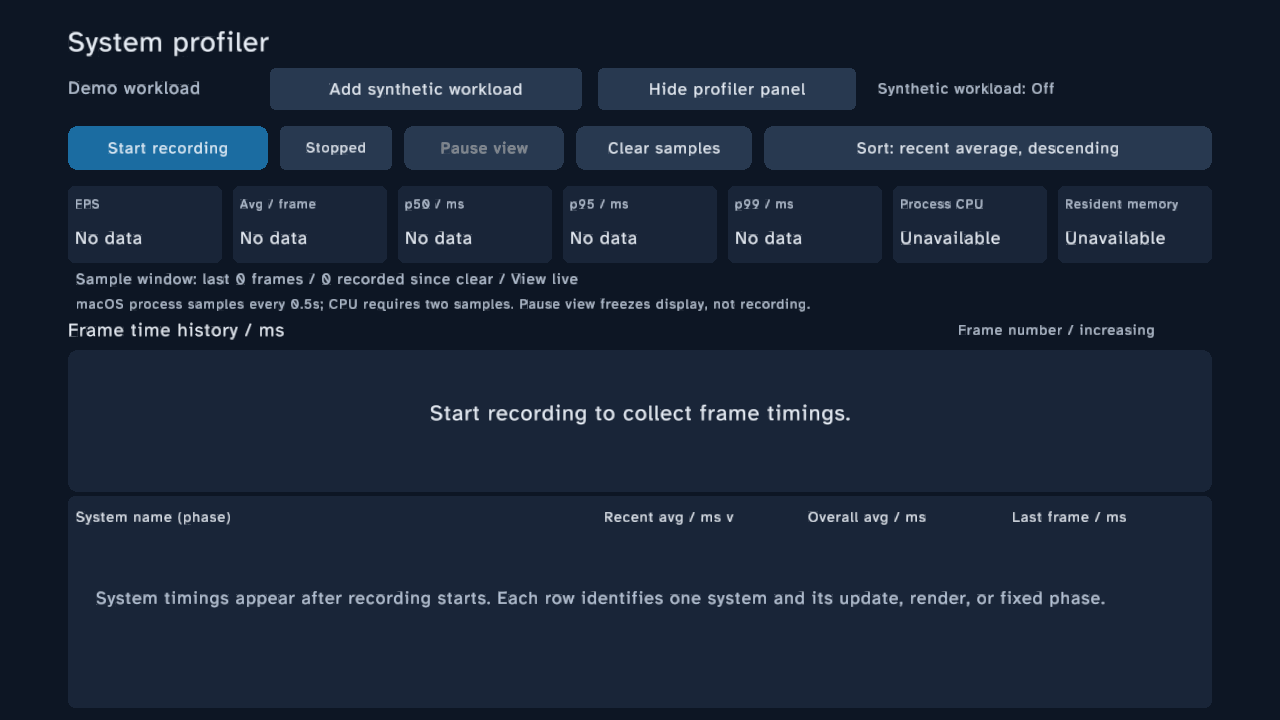 System profiler
Demo workload
Add synthetic workload
Hide profiler panel
Synthetic workload: Off
Start recording
Stopped
Pause view
Clear samples
Sort: recent average, descending
EPS
Avg / frame
p50 / ms
p95 / ms
p99 / ms
Process CPU
Resident memory
No data
No data
No data
No data
No data
Unavailable
Unavailable
Sample window: last 0 frames / 0 recorded since clear / View live
macOS process samples every 0.5s; CPU requires two samples. Pause view freezes display, not recording.
Frame time history / ms
Frame number / increasing
Start recording to collect frame timings.
System name (phase)
Recent avg / ms v
Overall avg / ms
Last frame / ms
System timings appear after recording starts. Each row identifies one system and its update, render, or fixed phase.